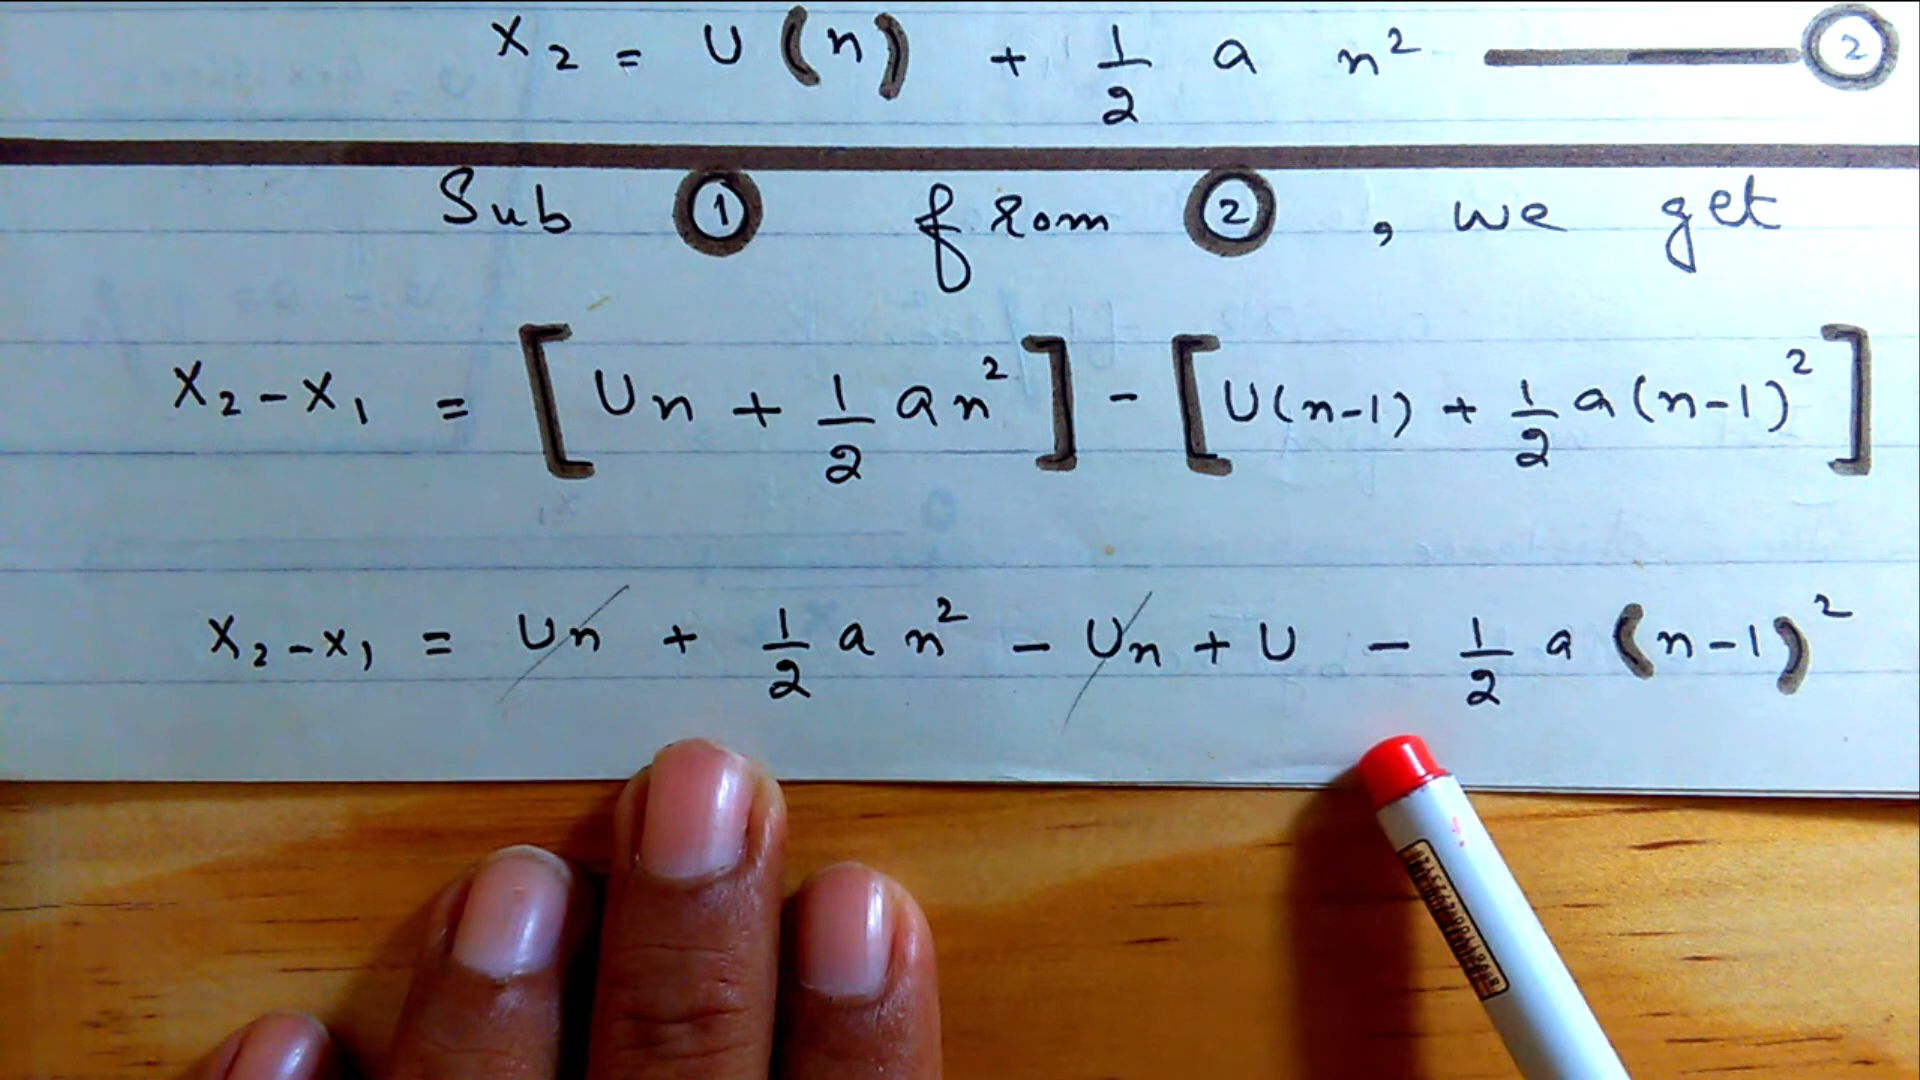 x₂ = U(n) + 1/2 a n² —— ②
Sub ① from ②, we get
x₂-x₁ = [Un + 1/2 an²] - [U(n-1) + 1/2 a(n-1)²]
x₂-x₁ = Un + 1/2 a n² - Un + U - 1/2 a (n-1)²